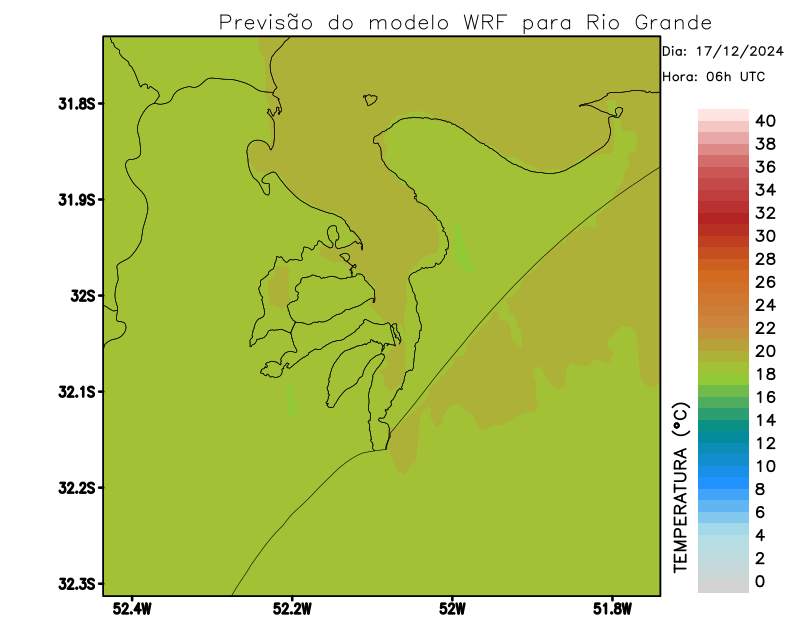 Previsão do modelo WRF para Rio Grande
Dia: 17/12/2024
Hora: 06h UTC
31.8S
31.9S
32S
32.1S
32.2S
32.3S
52.4W
52.2W
52W
51.8W
TEMPERATURA (°C)
40
38
36
34
32
30
28
26
24
22
20
18
16
14
12
10
8
6
4
2
0